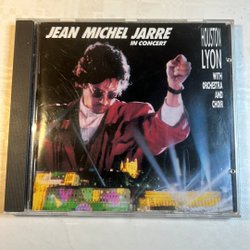 JEAN MICHEL JARRE
IN CONCERT
HOUSTON
LYON
WITH
ORCHESTRA
AND
CHOIR